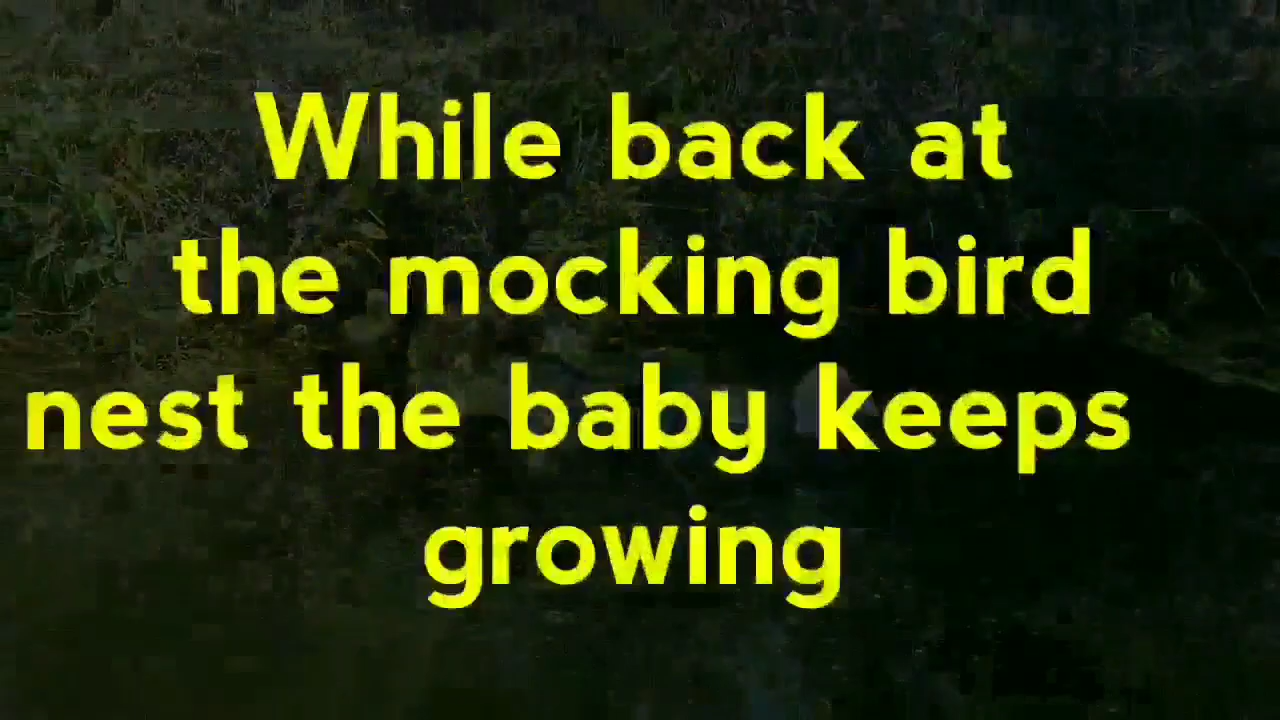 While back at
the mocking bird
nest the baby keeps
growing